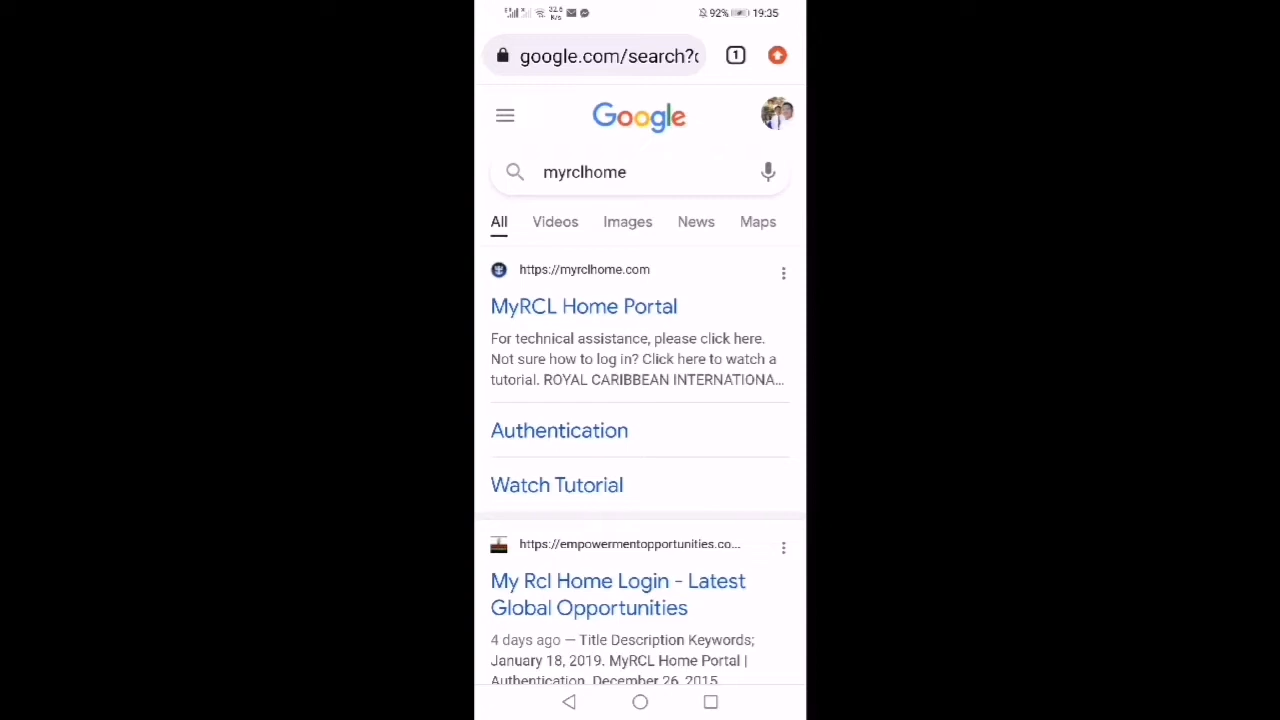 32.6
K/s
92%
19:35
google.com/search?
1
Google
myrclhome
All Videos Images News Maps
https://myrclhome.com
MyRCL Home Portal
For technical assistance, please click here.
Not sure how to log in? Click here to watch a
tutorial. ROYAL CARIBBEAN INTERNATIONA...
Authentication
Watch Tutorial
https://empowermentopportunities.co...
My Rcl Home Login - Latest
Global Opportunities
4 days ago — Title Description Keywords;
January 18, 2019. MyRCL Home Portal |
Authentication. December 26, 2015.